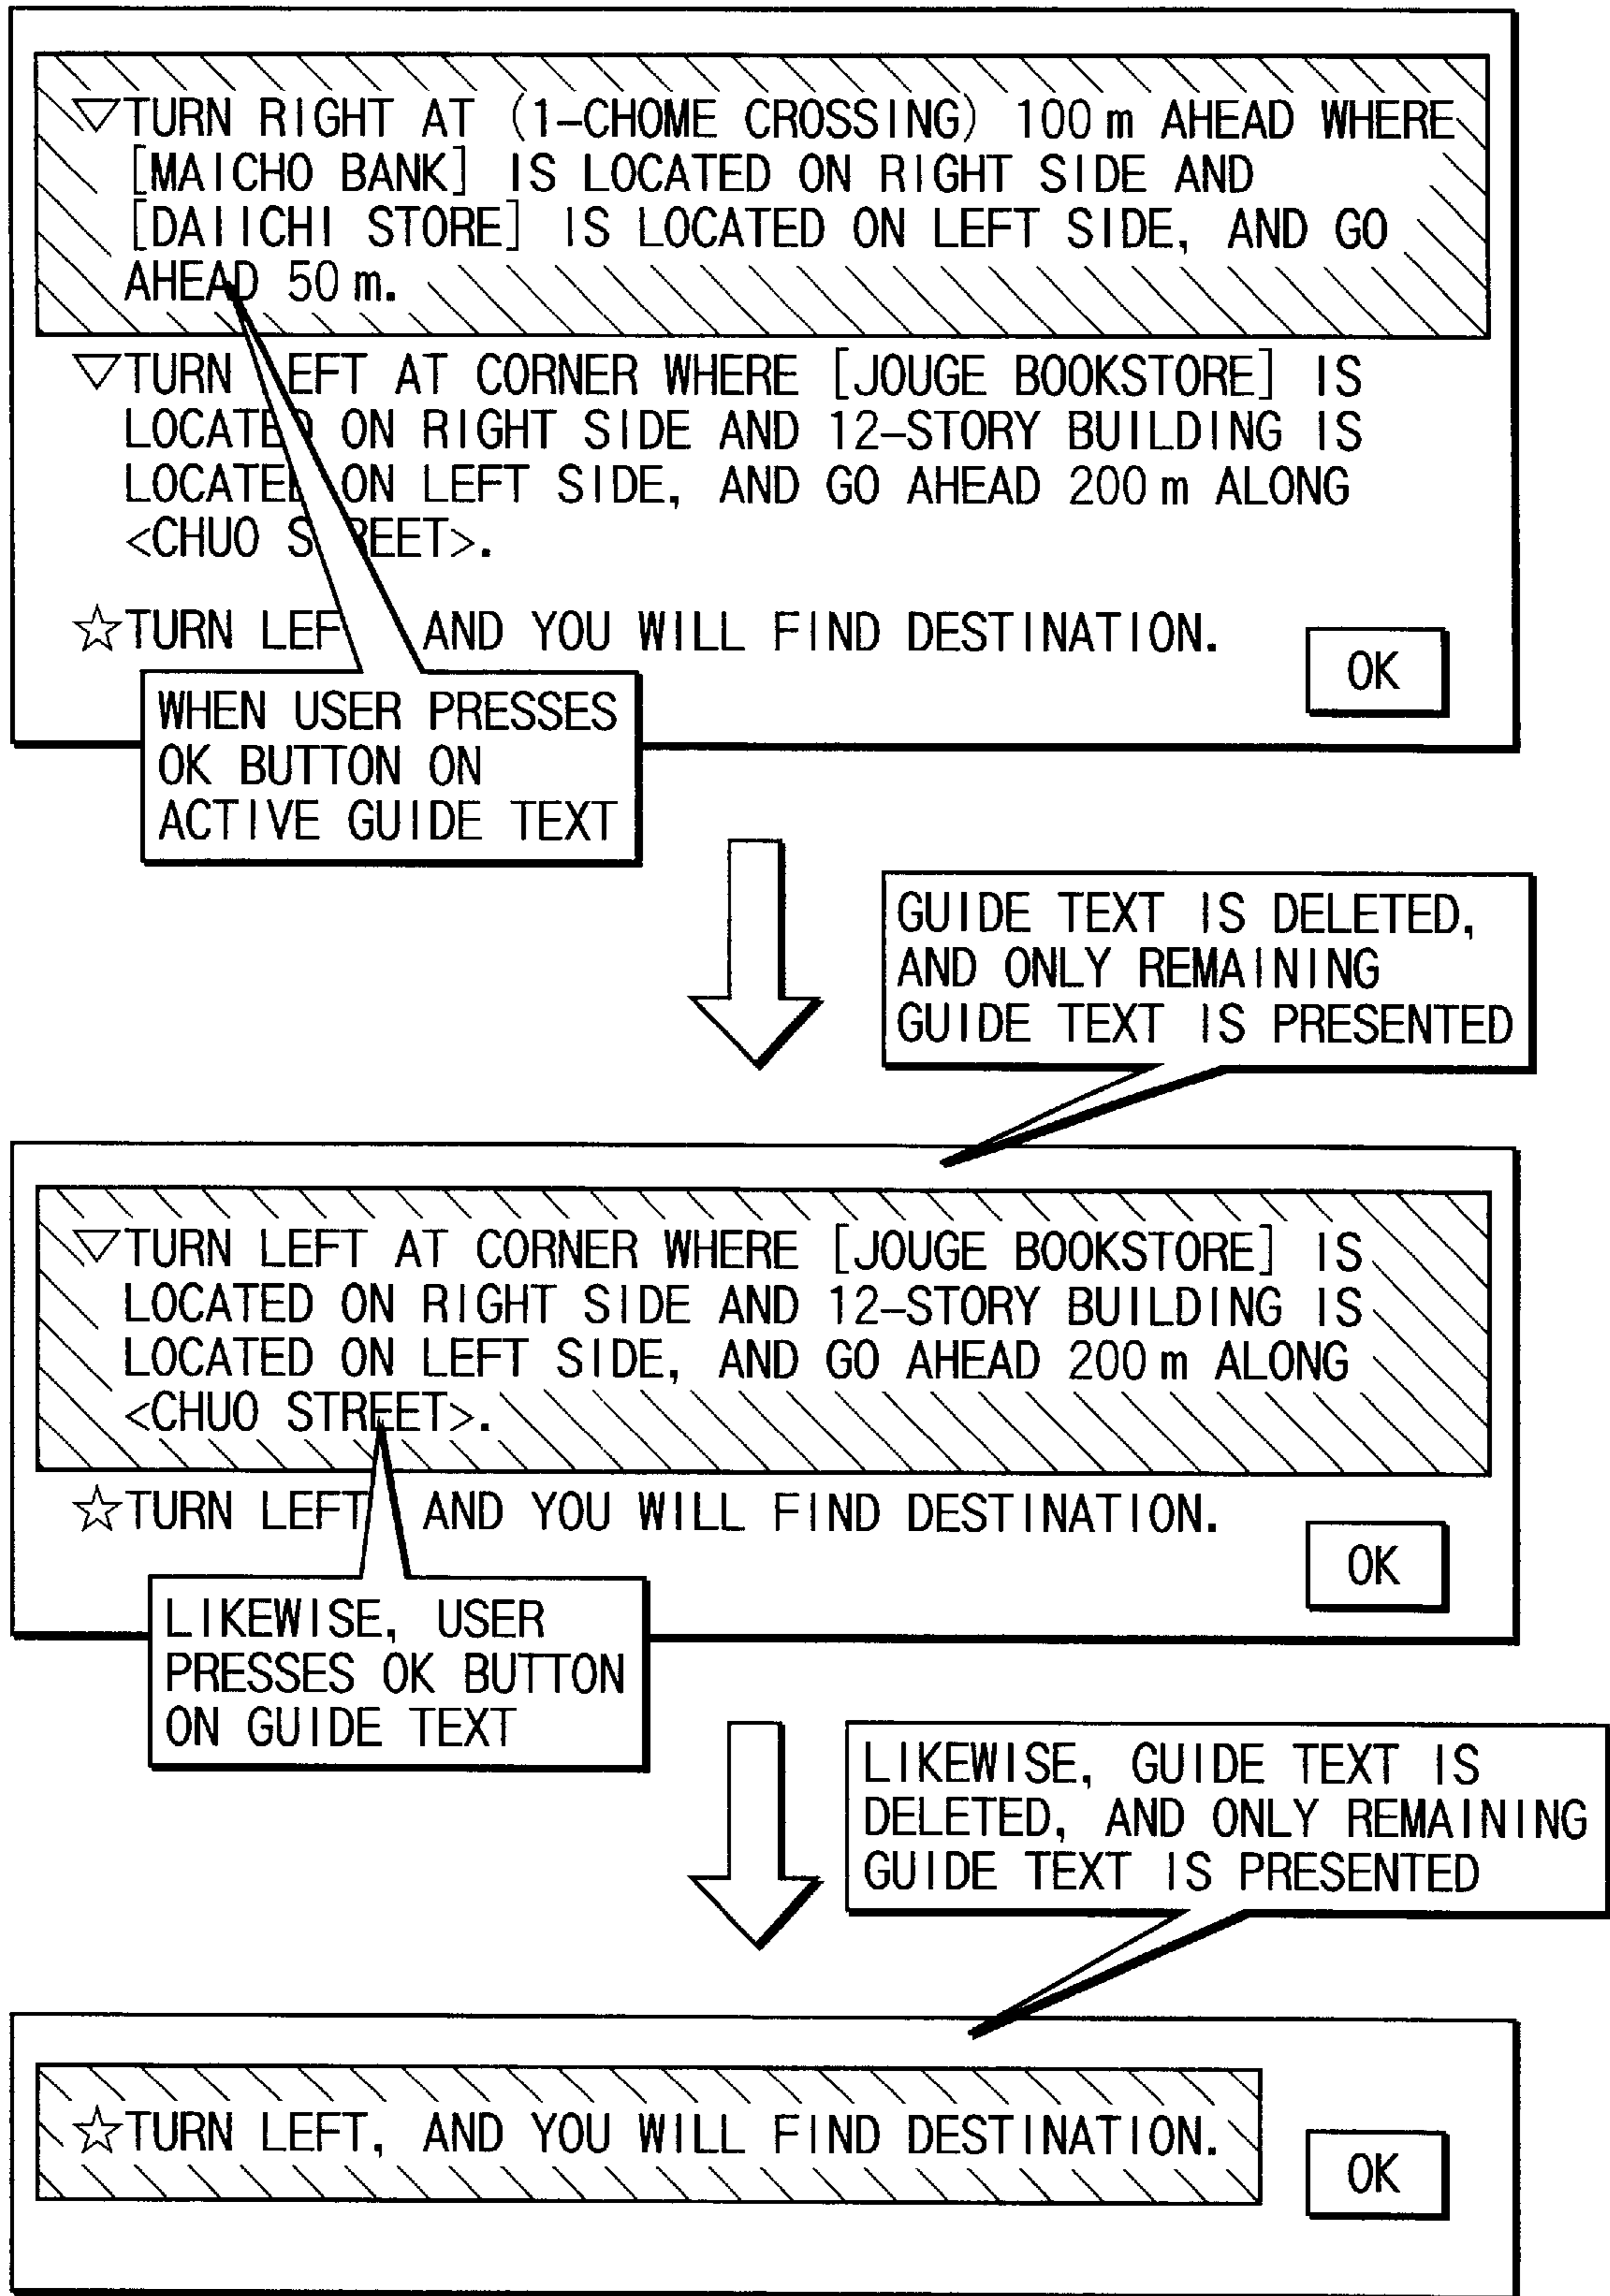 ▽TURN RIGHT AT (1-CHOME CROSSING) 100 m AHEAD WHERE
[MAICHO BANK] IS LOCATED ON RIGHT SIDE AND
[DAIICHI STORE] IS LOCATED ON LEFT SIDE, AND GO
AHEAD 50 m.
▽TURN LEFT AT CORNER WHERE [JOUGE BOOKSTORE] IS
LOCATED ON RIGHT SIDE AND 12-STORY BUILDING IS
LOCATED ON LEFT SIDE, AND GO AHEAD 200 m ALONG
<CHUO STREET>.
☆TURN LEFT, AND YOU WILL FIND DESTINATION.
OK
WHEN USER PRESSES
OK BUTTON ON
ACTIVE GUIDE TEXT
GUIDE TEXT IS DELETED,
AND ONLY REMAINING
GUIDE TEXT IS PRESENTED
▽TURN LEFT AT CORNER WHERE [JOUGE BOOKSTORE] IS
LOCATED ON RIGHT SIDE AND 12-STORY BUILDING IS
LOCATED ON LEFT SIDE, AND GO AHEAD 200 m ALONG
<CHUO STREET>.
☆TURN LEFT, AND YOU WILL FIND DESTINATION.
OK
LIKEWISE, USER
PRESSES OK BUTTON
ON GUIDE TEXT
LIKEWISE, GUIDE TEXT IS
DELETED, AND ONLY REMAINING
GUIDE TEXT IS PRESENTED
☆TURN LEFT, AND YOU WILL FIND DESTINATION.
OK